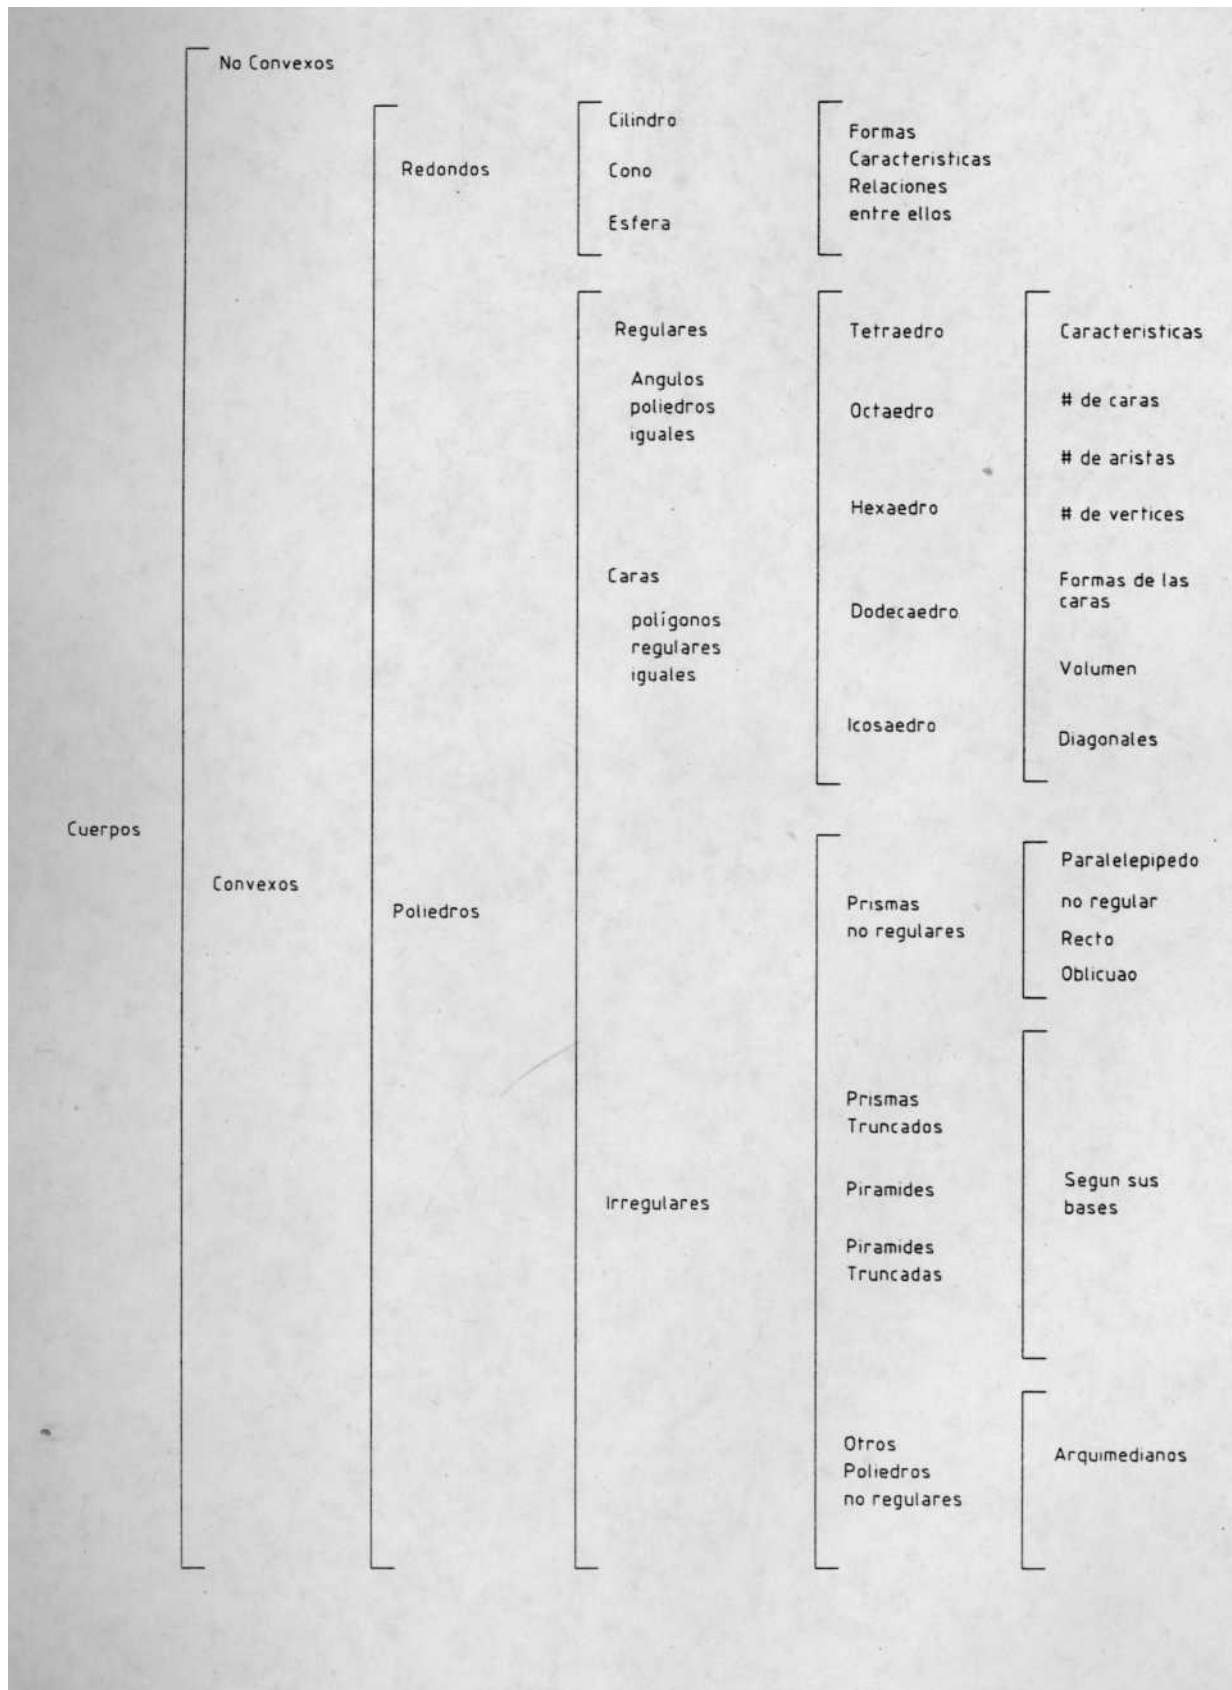 Cuerpos
No Convexos
Convexos
Redondos
Poliedros
Cilindro
Cono
Esfera
Formas
Caracteristicas
Relaciones
entre ellos
Regulares
Angulos
poliedros
iguales
Caras
polígonos
regulares
iguales
Tetraedro
Octaedro
Hexaedro
Dodecaedro
Icosaedro
Caracteristicas
# de caras
# de aristas
# de vertices
Formas de las
caras
Volumen
Diagonales
Irregulares
Prismas
no regulares
Paralelepipedo
no regular
Recto
Oblicuao
Prismas
Truncados
Piramides
Piramides
Truncadas
Segun sus
bases
Otros
Poliedros
no regulares
Arquimedianos